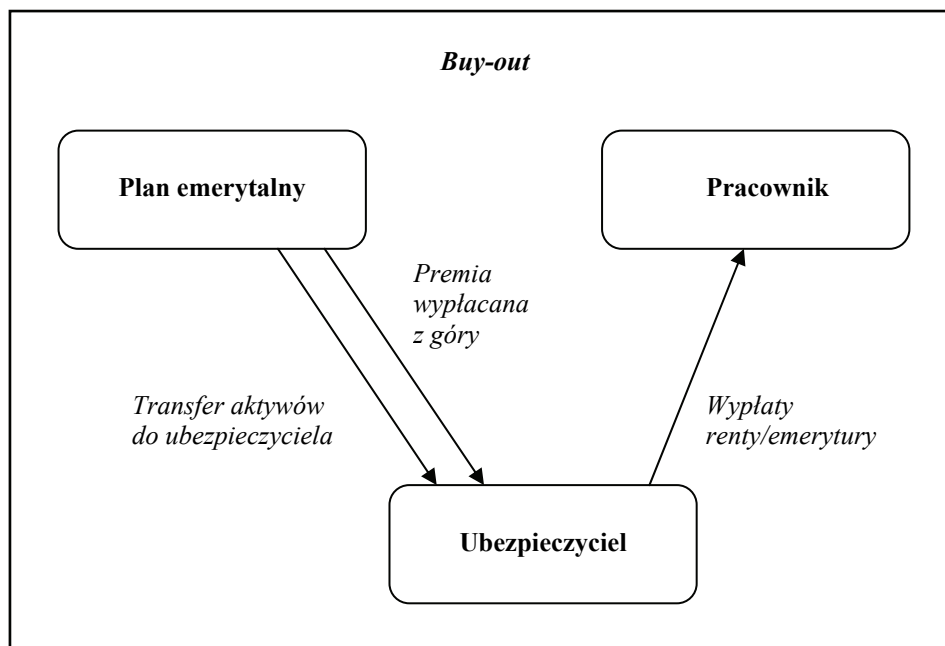 Buy-out
Plan emerytalny
Pracownik
Premia
wypłacana
z góry
Transfer aktywów
do ubezpieczyciela
Wypłaty
renty/emerytury
Ubezpieczyciel